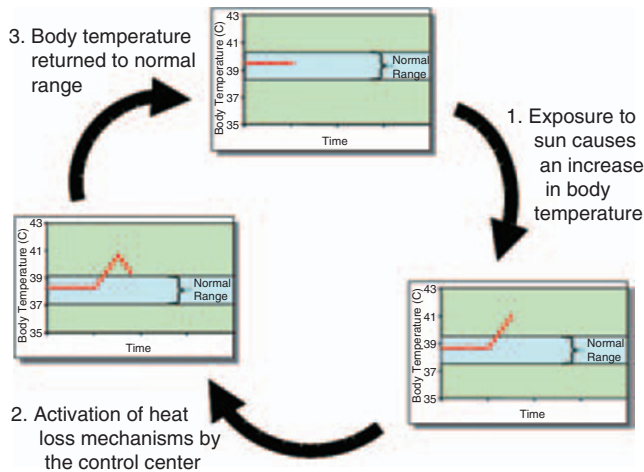 3. Body temperature
returned to normal
range
Body Temperature (C)
43
41
39
37
35
Normal
Range
Time
1. Exposure to
sun causes
an increase
in body
temperature
Body Temperature (C)
43
41
39
37
35
Normal
Range
Time
Body Temperature (C)
43
41
39
37
35
Normal
Range
Time
2. Activation of heat
loss mechanisms by
the control center